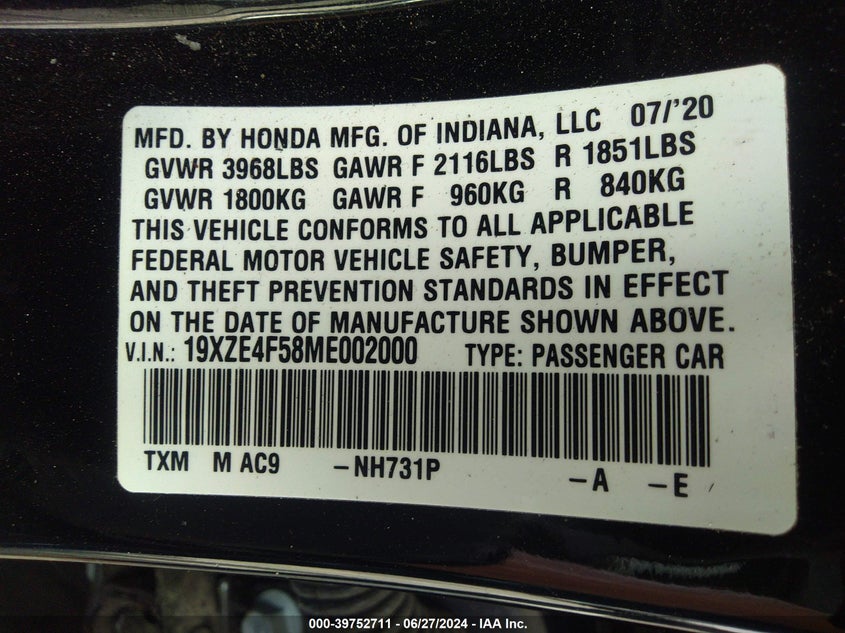 MFD. BY HONDA MFG. OF INDIANA, LLC 07/'20
GVWR 3968LBS GAWR F 2116LBS R 1851LBS
GVWR 1800KG GAWR F 960KG R 840KG
THIS VEHICLE CONFORMS TO ALL APPLICABLE
FEDERAL MOTOR VEHICLE SAFETY, BUMPER,
AND THEFT PREVENTION STANDARDS IN EFFECT
ON THE DATE OF MANUFACTURE SHOWN ABOVE.
V.I.N.: 19XZE4F58ME002000 TYPE: PASSENGER CAR
TXM M AC9 -NH731P -A -E
000-39752711 - 06/27/2024 - IAA Inc.